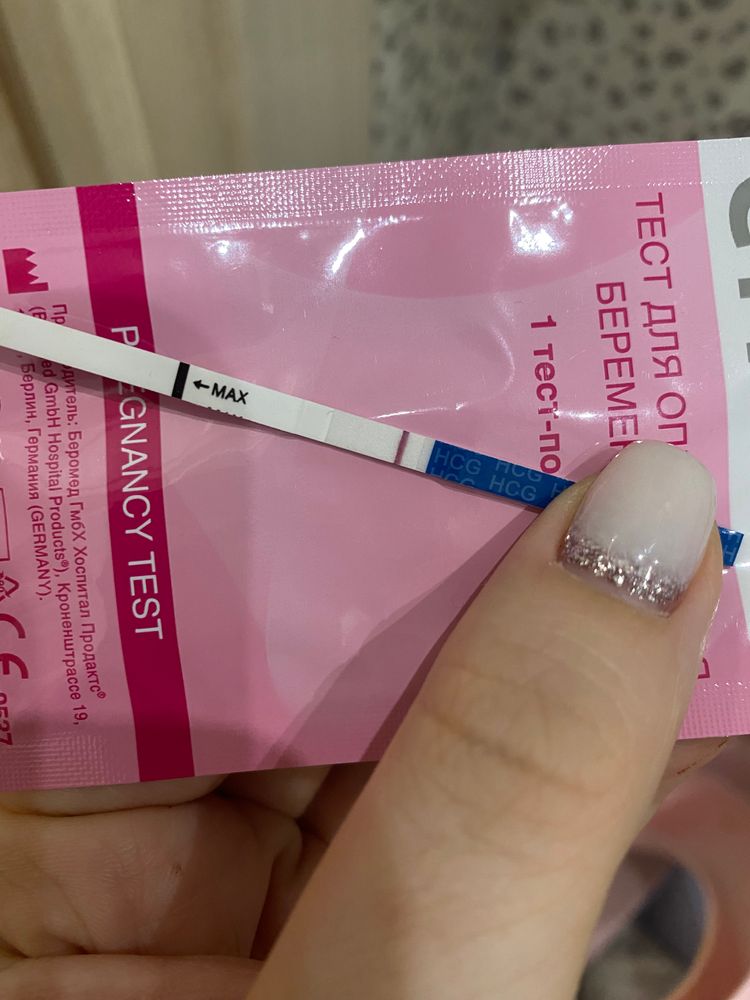 ТЕСТ ДЛЯ ОП
БЕРЕМЕ
1 тест-по
← MAX
HCG HCG
HCG HCG
PREGNANCY TEST
дитель: Беромед ГмбХ Хоспитал Продактс®
ed GmbH Hospital Products®), Кроненштрассе 19,
, Берлин, Германия (GERMANY).
CE